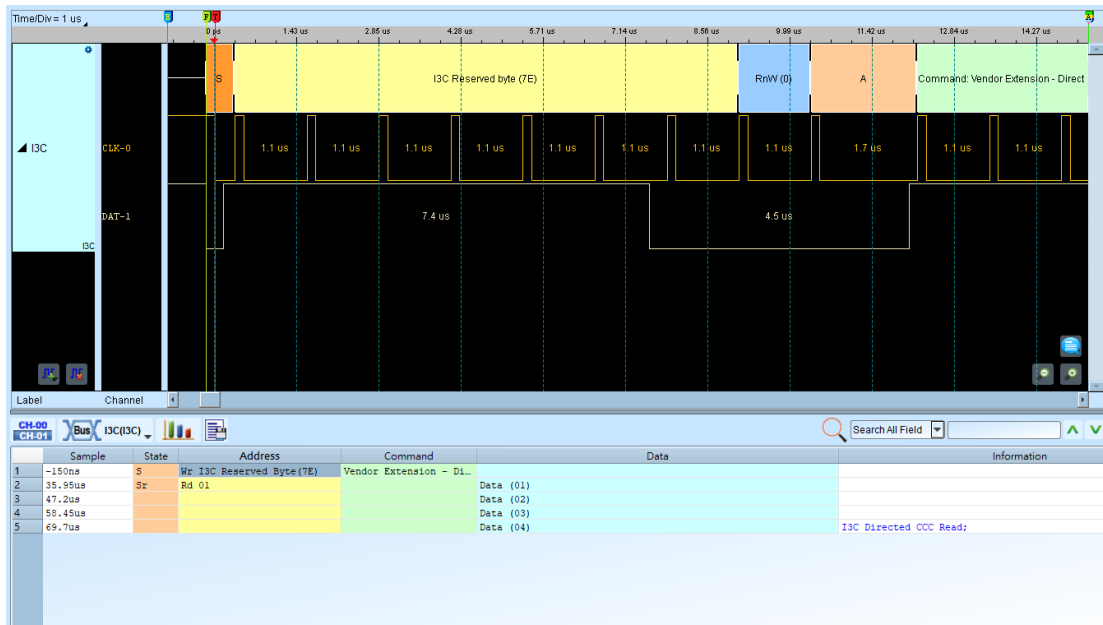 Time/Div = 1 us
0 ps 1.43 us 2.85 us 4.28 us 5.71 us 7.14 us 8.56 us 9.99 us 11.42 us 12.84 us 14.27 us
S I3C Reserved byte (7E) RnW (0) A Command: Vendor Extension - Direct
I3C CLK-0 1.1 us 1.1 us 1.1 us 1.1 us 1.1 us 1.1 us 1.1 us 1.1 us 1.7 us 1.1 us 1.1 us
DAT-1 7.4 us 4.5 us
I3C
Label Channel
CH-00
CH-01 Bus I3C(I3C) Search All Field
Sample State Address Command Data Information
1 -150ns S Wr I3C Reserved Byte(7E) Vendor Extension - Di...
2 35.95us Sr Rd 01 Data (01)
3 47.2us Data (02)
4 58.45us Data (03)
5 69.7us Data (04) I3C Directed CCC Read;